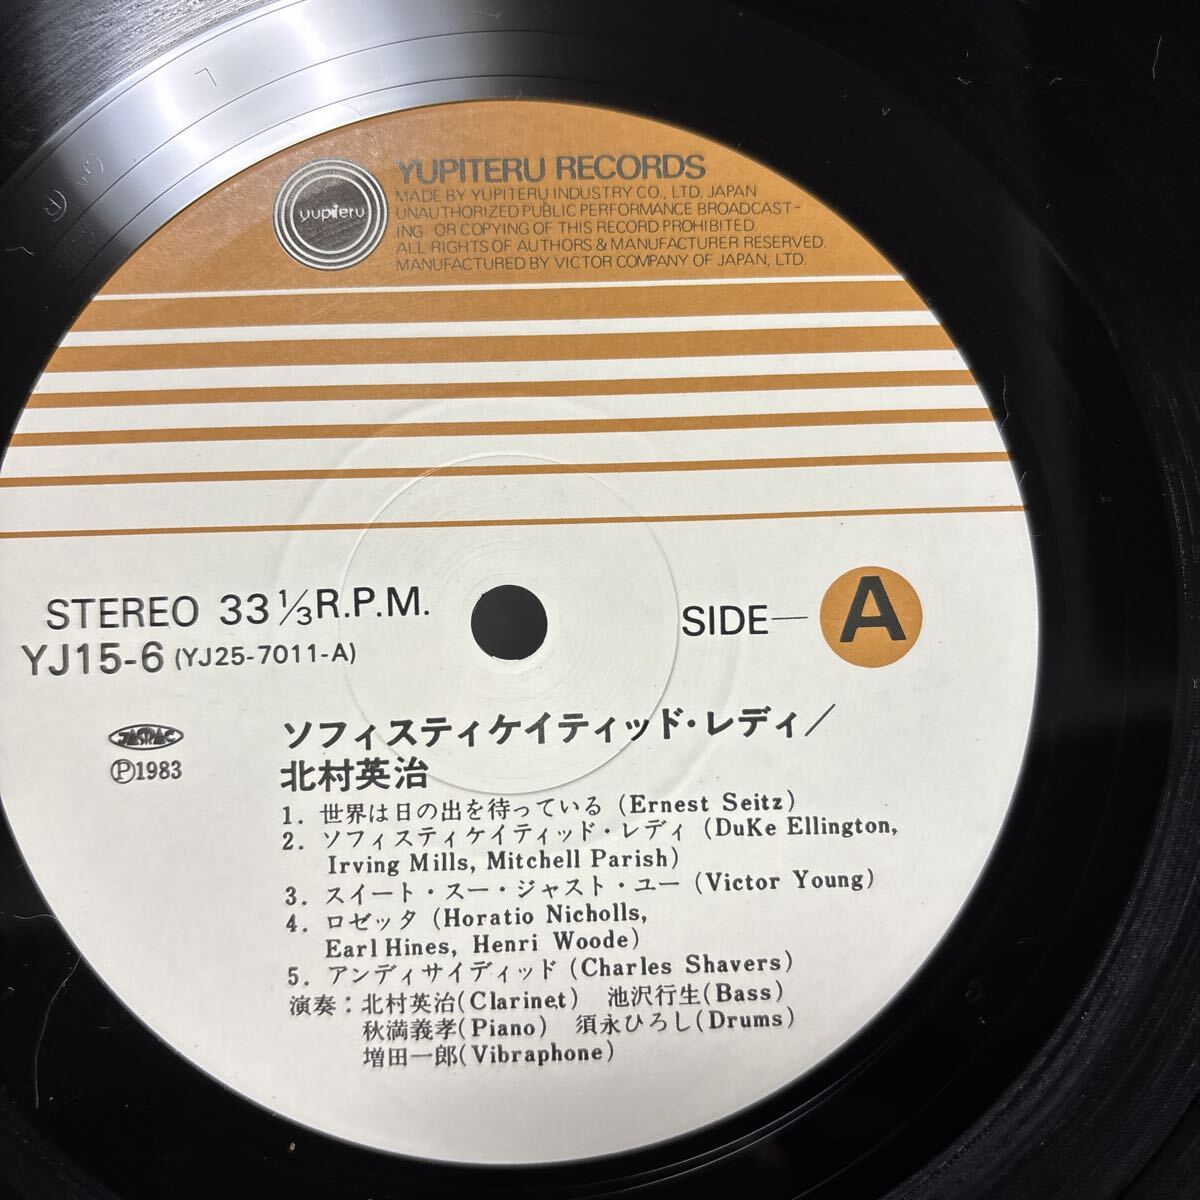 YUPITERU RECORDS
yupiteru
MADE BY YUPITERU INDUSTRY CO., LTD. JAPAN
UNAUTHORIZED PUBLIC PERFORMANCE BROADCAST-
ING OR COPYING OF THIS RECORD PROHIBITED.
ALL RIGHTS OF AUTHORS & MANUFACTURER RESERVED.
MANUFACTURED BY VICTOR COMPANY OF JAPAN, LTD.
STEREO 33 1/3 R.P.M.
SIDE—A
YJ15-6 (YJ25-7011-A)
JASRAC
Ⓟ1983
ソフィスティケイティッド・レディ/
北村英治
1. 世界は日の出を待っている (Ernest Seitz)
2. ソフィスティケイティッド・レディ (DuKe Ellington,
Irving Mills, Mitchell Parish)
3. スイート・スー・ジャスト・ユー (Victor Young)
4. ロゼッタ (Horatio Nicholls,
Earl Hines, Henri Woode)
5. アンディサイディッド (Charles Shavers)
演奏:北村英治(Clarinet) 池沢行生(Bass)
秋満義孝(Piano) 須永ひろし(Drums)
増田一郎(Vibraphone)